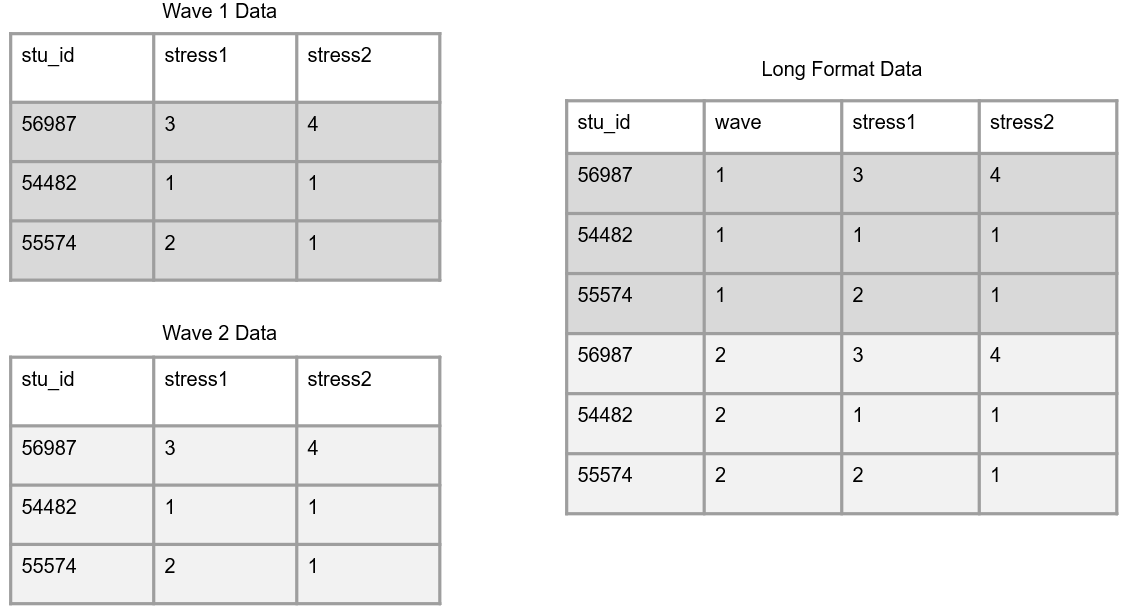 Wave 1 Data
stu_id stress1 stress2
56987 3 4
54482 1 1
55574 2 1
Wave 2 Data
stu_id stress1 stress2
56987 3 4
54482 1 1
55574 2 1
Long Format Data
stu_id wave stress1 stress2
56987 1 3 4
54482 1 1 1
55574 1 2 1
56987 2 3 4
54482 2 1 1
55574 2 2 1